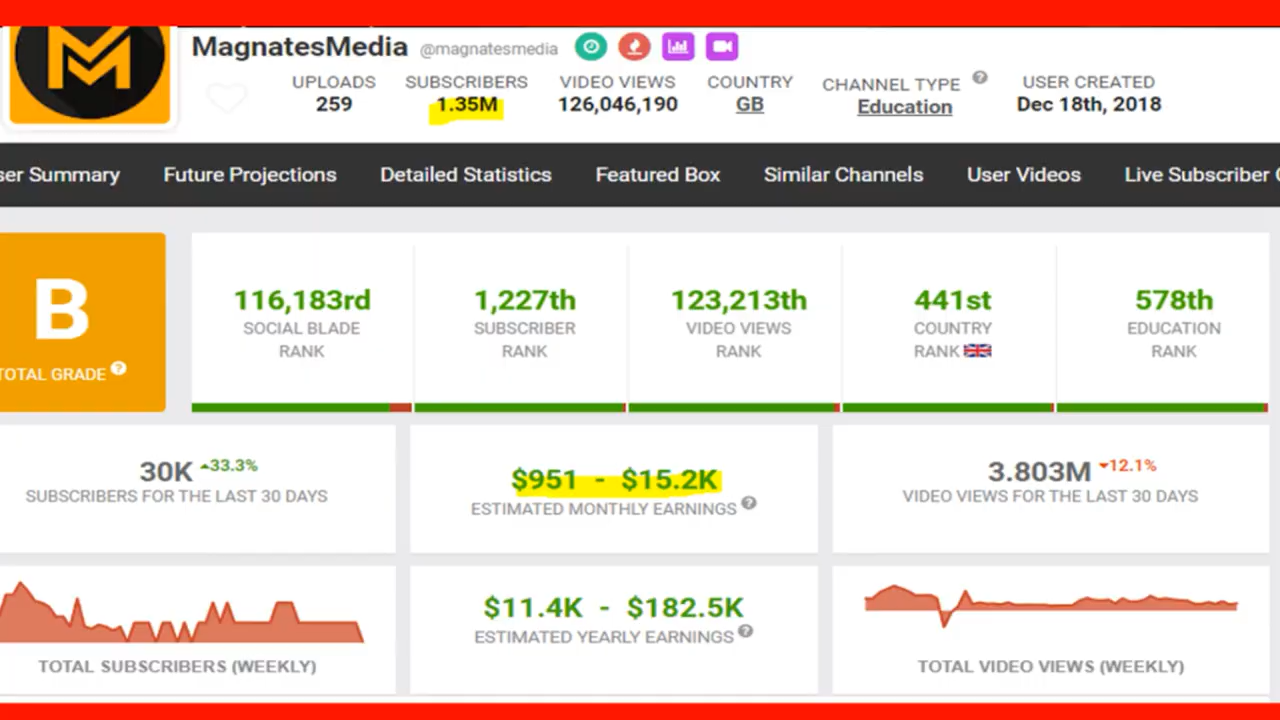 MagnatesMedia @magnatesmedia
UPLOADS SUBSCRIBERS VIDEO VIEWS COUNTRY CHANNEL TYPE ? USER CREATED
259 1.35M 126,046,190 GB Education Dec 18th, 2018
ser Summary Future Projections Detailed Statistics Featured Box Similar Channels User Videos Live Subscriber C
B
TOTAL GRADE ?
116,183rd
SOCIAL BLADE
RANK
1,227th
SUBSCRIBER
RANK
123,213th
VIDEO VIEWS
RANK
441st
COUNTRY
RANK
578th
EDUCATION
RANK
30K 33.3%
SUBSCRIBERS FOR THE LAST 30 DAYS
$951 - $15.2K
ESTIMATED MONTHLY EARNINGS ?
3.803M 12.1%
VIDEO VIEWS FOR THE LAST 30 DAYS
TOTAL SUBSCRIBERS (WEEKLY)
$11.4K - $182.5K
ESTIMATED YEARLY EARNINGS ?
TOTAL VIDEO VIEWS (WEEKLY)